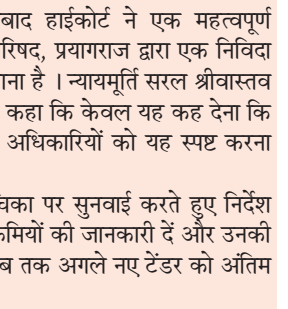 बाद हाईकोर्ट ने एक महत्वपूर्ण
रिषद, प्रयागराज द्वारा एक निविदा
ाना है । न्यायमूर्ति सरल श्रीवास्तव
कहा कि केवल यह कह देना कि
अधिकारियों को यह स्पष्ट करना
का पर सुनवाई करते हुए निर्देश
मियों की जानकारी दें और उनकी
ब तक अगले नए टेंडर को अंतिम